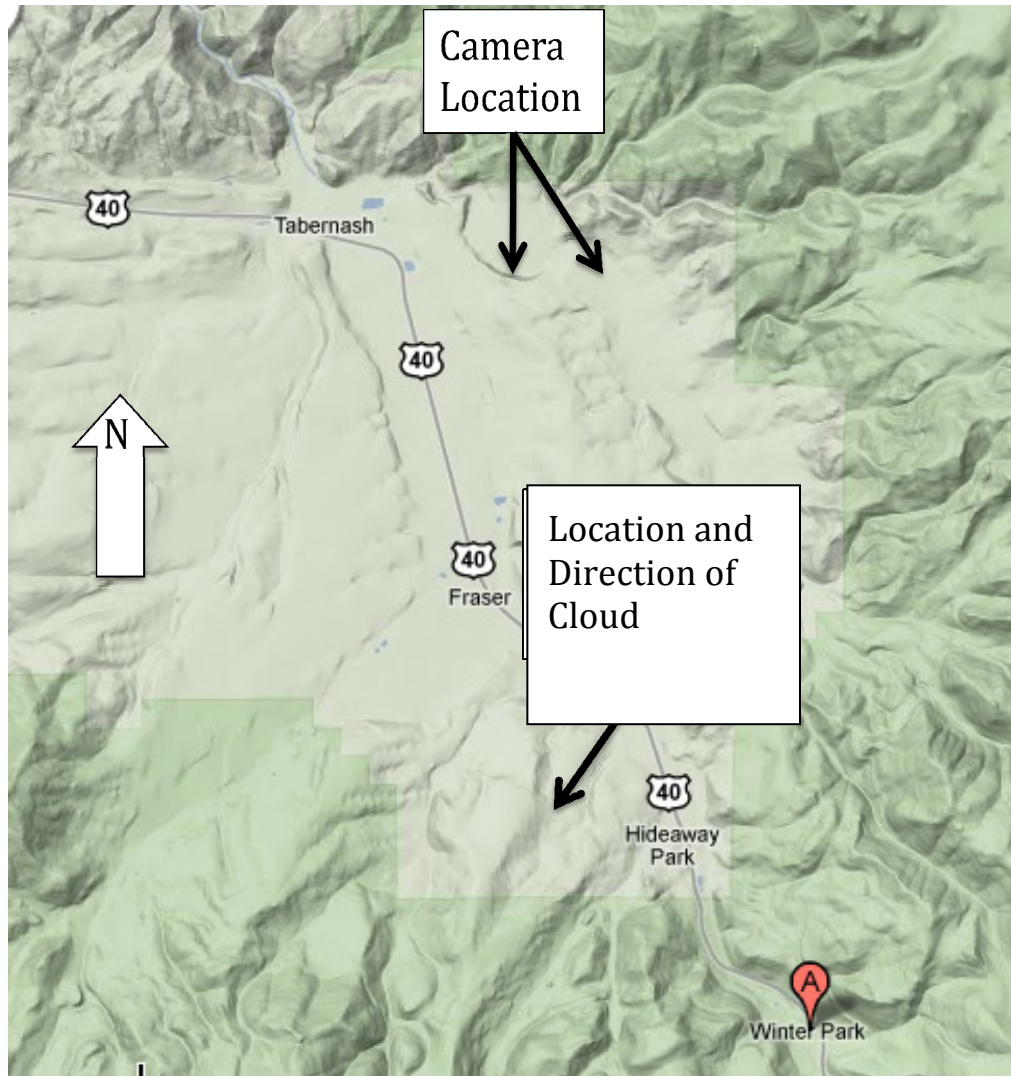 Camera
Location
40
Tabernash
40
N
Location and
Direction of
Cloud
40
Fraser
40
Hideaway
Park
A
Winter Park